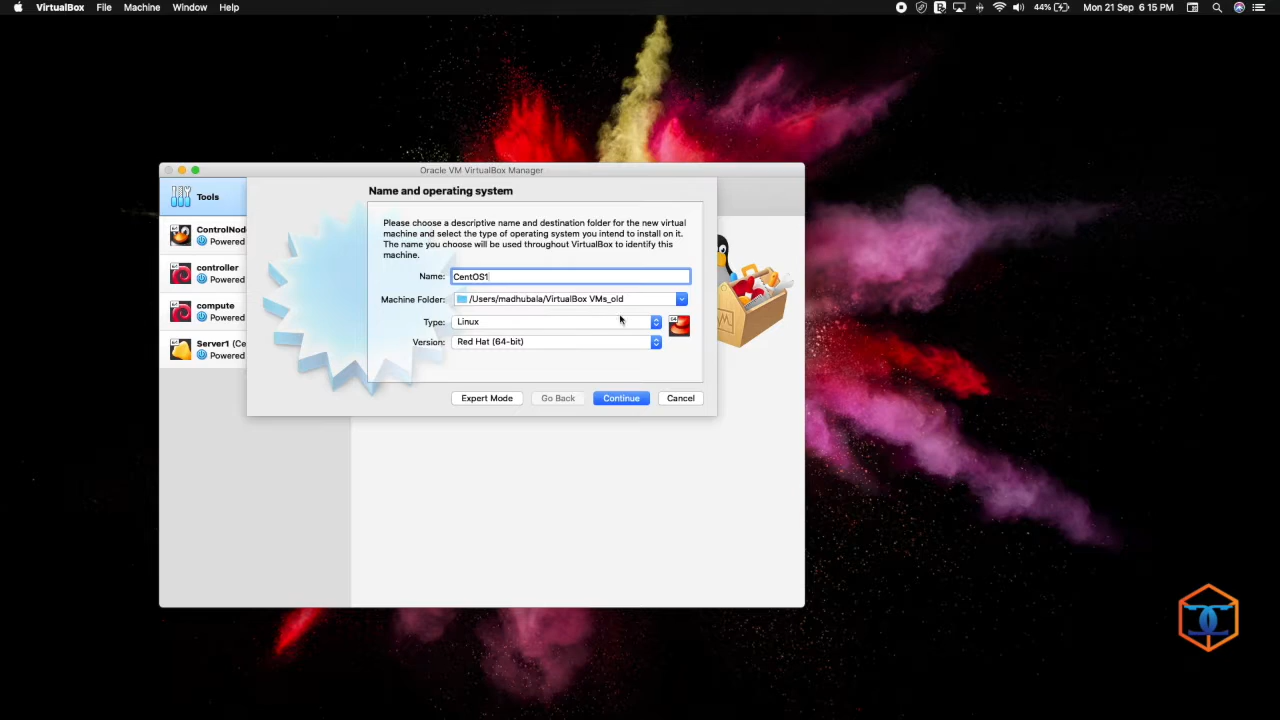 VirtualBox File Machine Window Help
44% Mon 21 Sep 6:15 PM
Oracle VM VirtualBox Manager
Tools
ControlNod
Powered
controller
Powered
compute
Powered
Server1 (Ce
Powered
Name and operating system
Please choose a descriptive name and destination folder for the new virtual
machine and select the type of operating system you intend to install on it.
The name you choose will be used throughout VirtualBox to identify this
machine.
Name: CentOS1
Machine Folder: /Users/madhubala/VirtualBox VMs_old
Type: Linux
64
Version: Red Hat (64-bit)
Expert Mode Go Back Continue Cancel